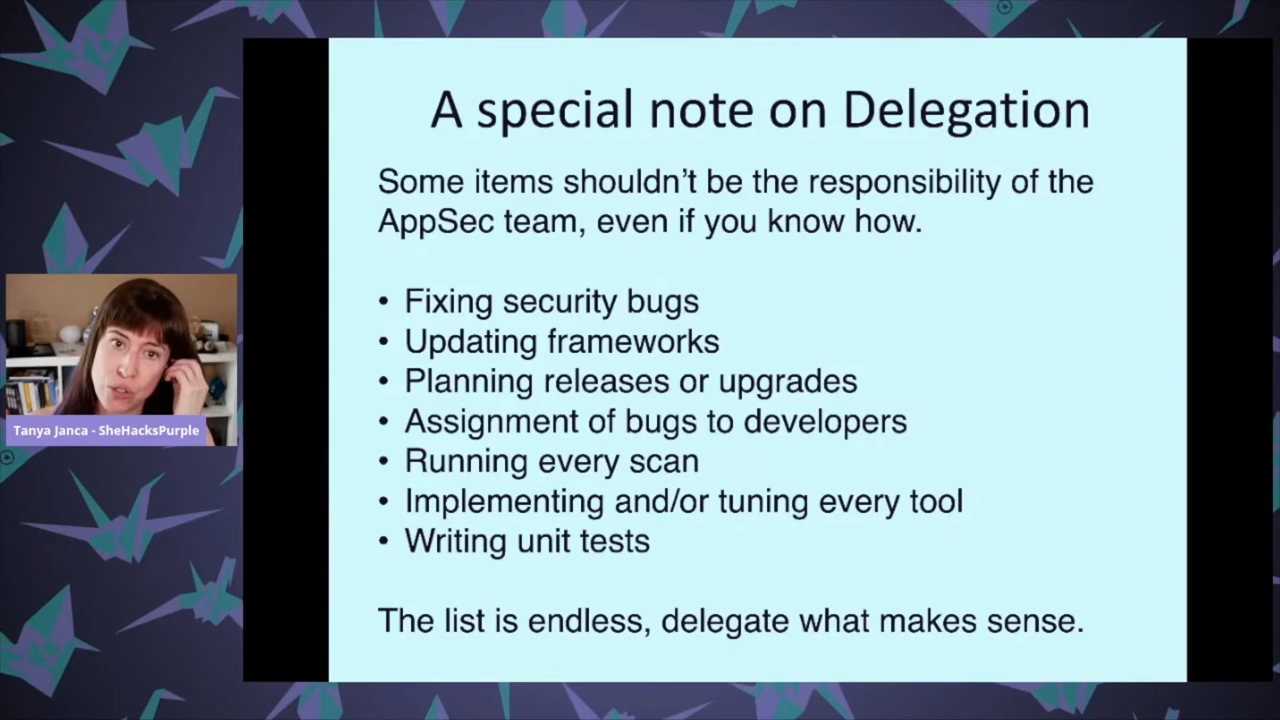 A special note on Delegation
Some items shouldn’t be the responsibility of the
AppSec team, even if you know how.
• Fixing security bugs
• Updating frameworks
• Planning releases or upgrades
• Assignment of bugs to developers
• Running every scan
• Implementing and/or tuning every tool
• Writing unit tests
The list is endless, delegate what makes sense.
Tanya Janca - SheHacksPurple